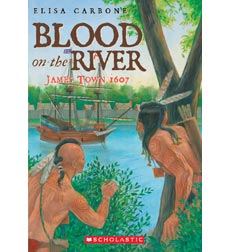 ELISA CARBONE
BLOOD
on the RIVER
JAMES TOWN 1607
SCHOLASTIC